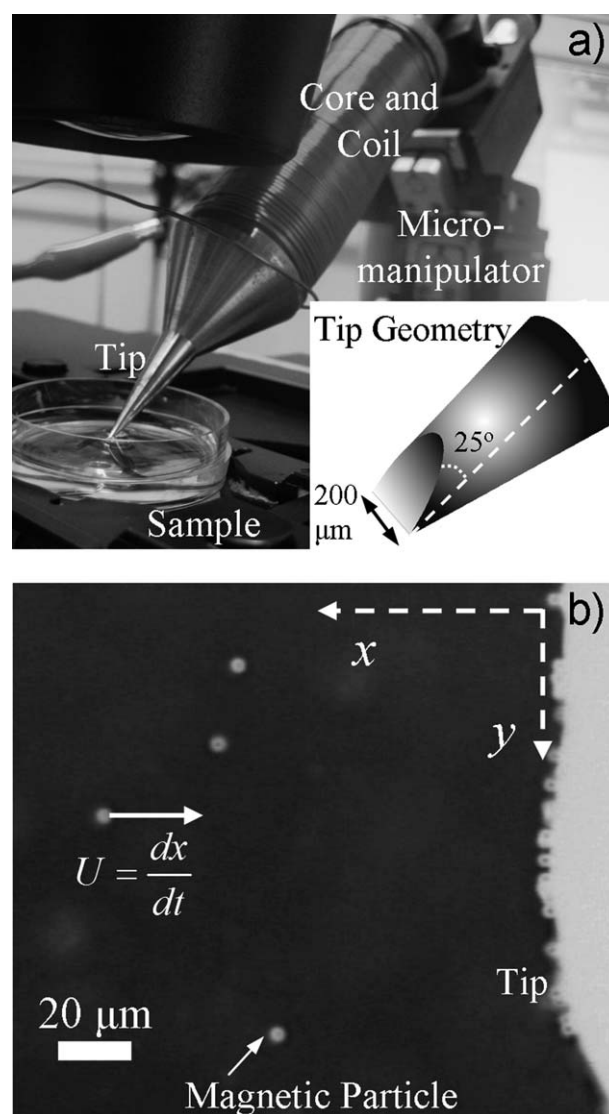 a)
Core and
Coil
Micro-
manipulator
Tip
Sample
Tip Geometry
25°
200
μm
b)
x
y
U = dx/dt
Tip
20 μm
Magnetic Particle